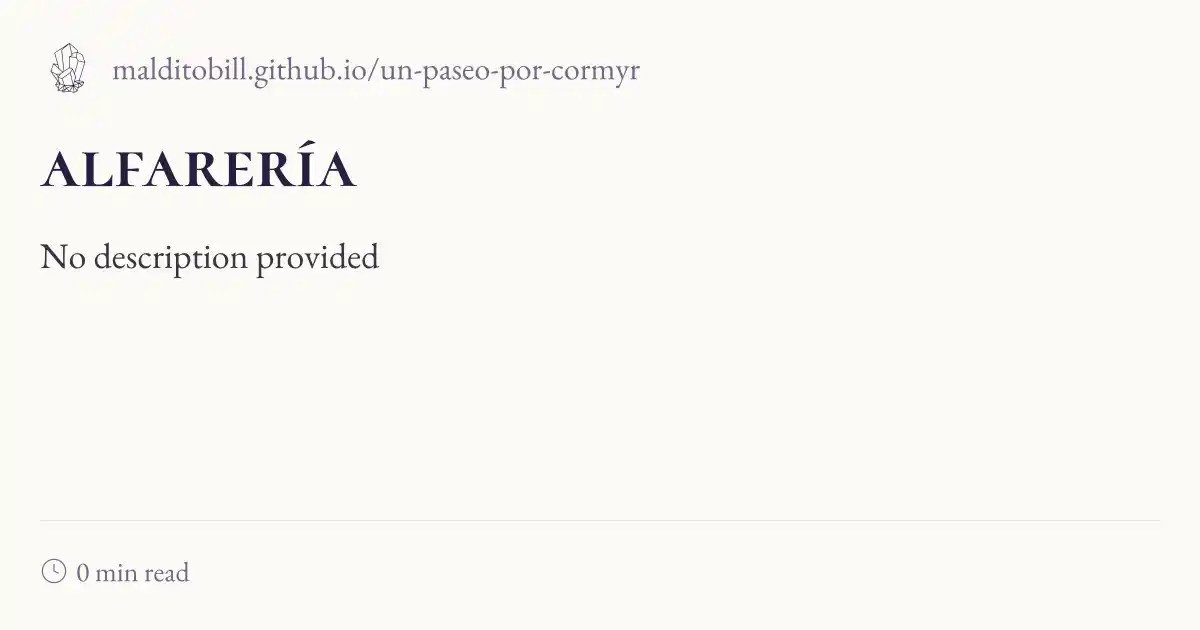 malditobill.github.io/un-paseo-por-cormyr
ALFARERÍA
No description provided
0 min read